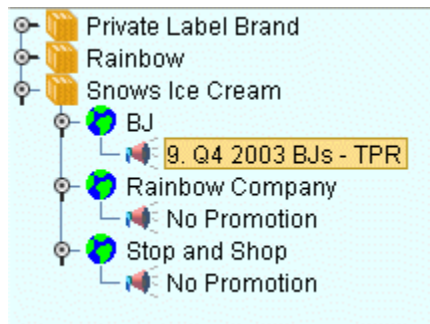 Private Label Brand
Rainbow
Snows Ice Cream
BJ
9. Q4 2003 BJs - TPR
Rainbow Company
No Promotion
Stop and Shop
No Promotion